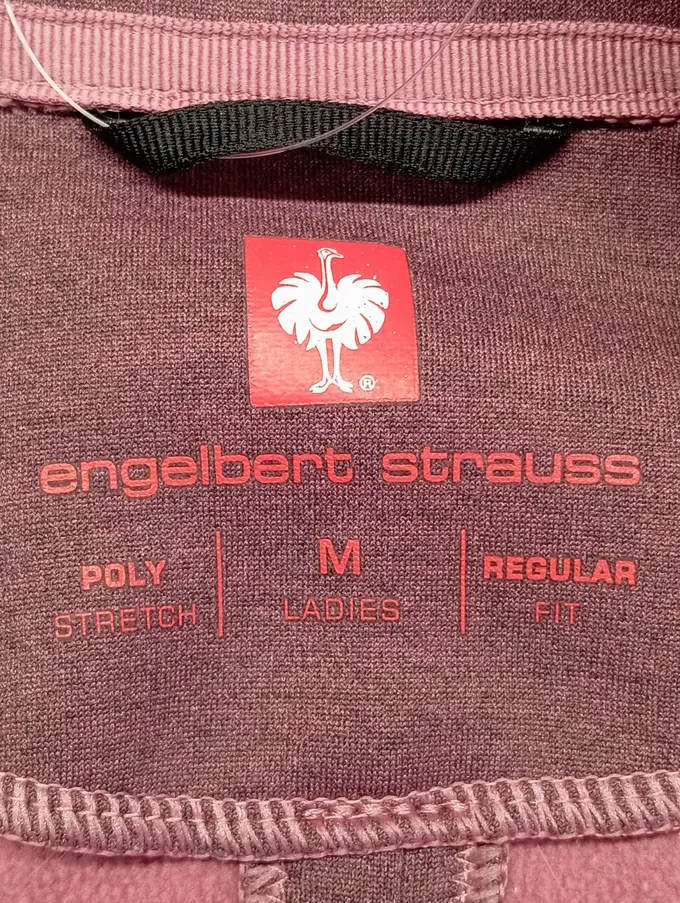 ®
engelbert strauss
POLY STRETCH
M LADIES
REGULAR FIT